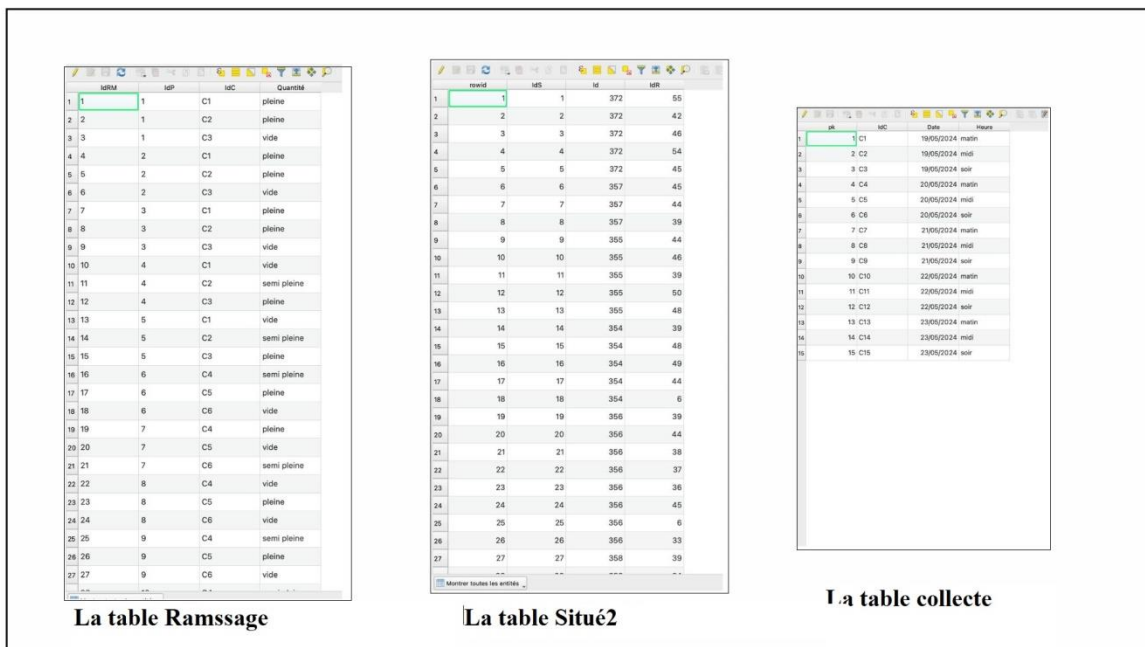 IdRM IdP IdC Quantité
1 1 1 C1 pleine
2 2 1 C2 pleine
3 3 1 C3 vide
4 4 2 C1 pleine
5 5 2 C2 pleine
6 6 2 C3 vide
7 7 3 C1 pleine
8 8 3 C2 pleine
9 9 3 C3 vide
10 10 4 C1 vide
11 11 4 C2 semi pleine
12 12 4 C3 pleine
13 13 5 C1 vide
14 14 5 C2 semi pleine
15 15 5 C3 pleine
16 16 6 C4 semi pleine
17 17 6 C5 pleine
18 18 6 C6 vide
19 19 7 C4 pleine
20 20 7 C5 vide
21 21 7 C6 semi pleine
22 22 8 C4 vide
23 23 8 C5 pleine
24 24 8 C6 vide
25 25 9 C4 semi pleine
26 26 9 C5 pleine
27 27 9 C6 vide
La table Ramssage
rowid IdS Id IdR
1 1 1 372 55
2 2 2 372 42
3 3 3 372 46
4 4 4 372 54
5 5 5 372 45
6 6 6 357 45
7 7 7 357 44
8 8 8 357 39
9 9 9 355 44
10 10 10 355 46
11 11 11 355 39
12 12 12 355 50
13 13 13 355 48
14 14 14 354 39
15 15 15 354 48
16 16 16 354 49
17 17 17 354 44
18 18 18 354 6
19 19 19 356 39
20 20 20 356 44
21 21 21 356 38
22 22 22 356 37
23 23 23 356 36
24 24 24 356 45
25 25 25 356 6
26 26 26 356 33
27 27 27 358 39
Montrer toutes les entités
La table Situé2
pk IdC Date Heure
1 1 C1 19/05/2024 matin
2 2 C2 19/05/2024 midi
3 3 C3 19/05/2024 soir
4 4 C4 20/05/2024 matin
5 5 C5 20/05/2024 midi
6 6 C6 20/05/2024 soir
7 7 C7 21/05/2024 matin
8 8 C8 21/05/2024 midi
9 9 C9 21/05/2024 soir
10 10 C10 22/05/2024 matin
11 11 C11 22/05/2024 midi
12 12 C12 22/05/2024 soir
13 13 C13 23/05/2024 matin
14 14 C14 23/05/2024 midi
15 15 C15 23/05/2024 soir
La table collecte